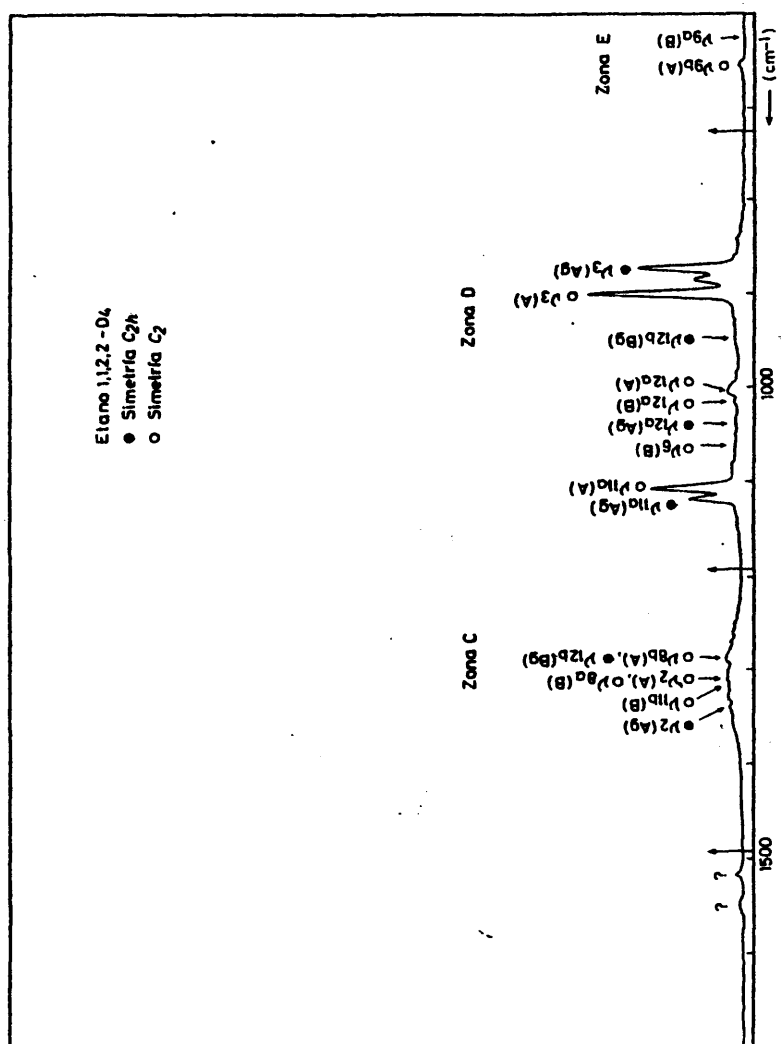 Etano 1,1,2,2-D4
● Simetría C2h
○ Simetría C2
Zona C
Zona D
Zona E
?
?
● ν2(Ag)
○ ν11b(B)
○ ν2(A), ○ ν8a(B)
○ ν8b(A), ● ν12b(Bg)
● ν11a(Ag)
○ ν11a(A)
○ ν6(B)
● ν12a(Ag)
○ ν12a(B)
○ ν12a(A)
● ν12b(Bg)
○ ν3(A)
● ν3(Ag)
○ ν9b(A)
ν9a(B)
1500
1000
← (cm-1)